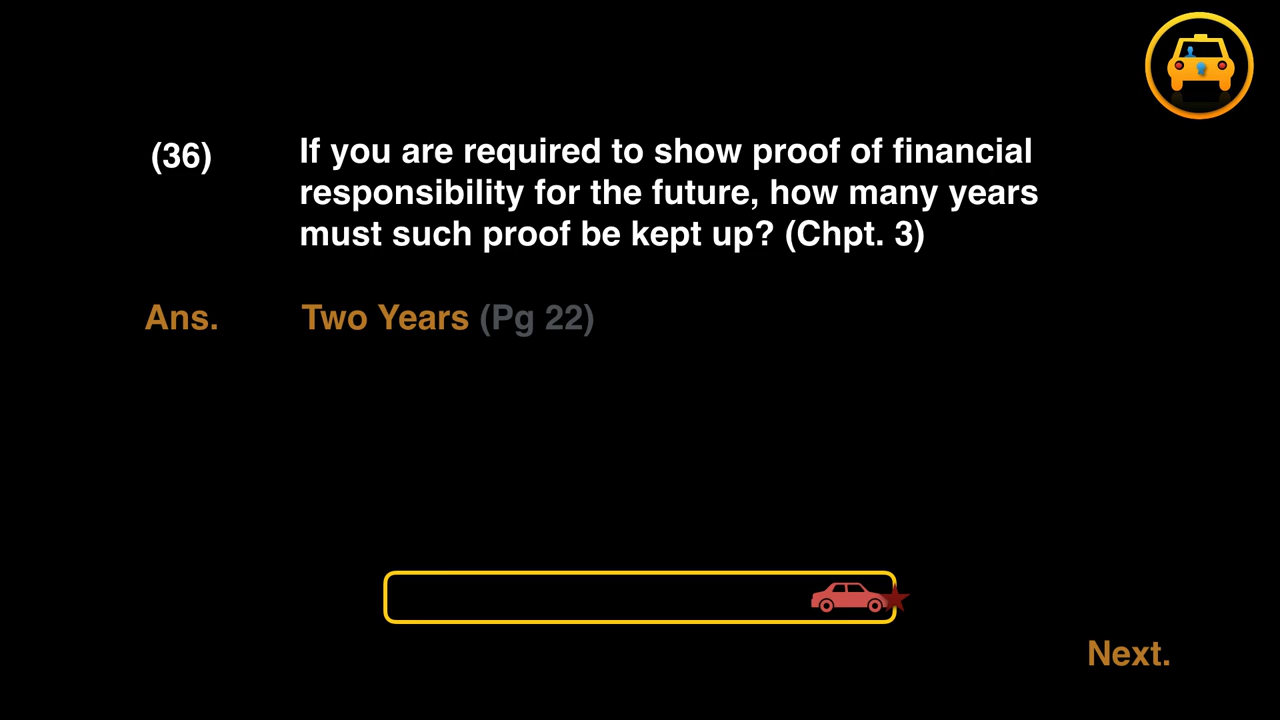 (36) If you are required to show proof of financial
responsibility for the future, how many years
must such proof be kept up? (Chpt. 3)
Ans. Two Years (Pg 22)
Next.